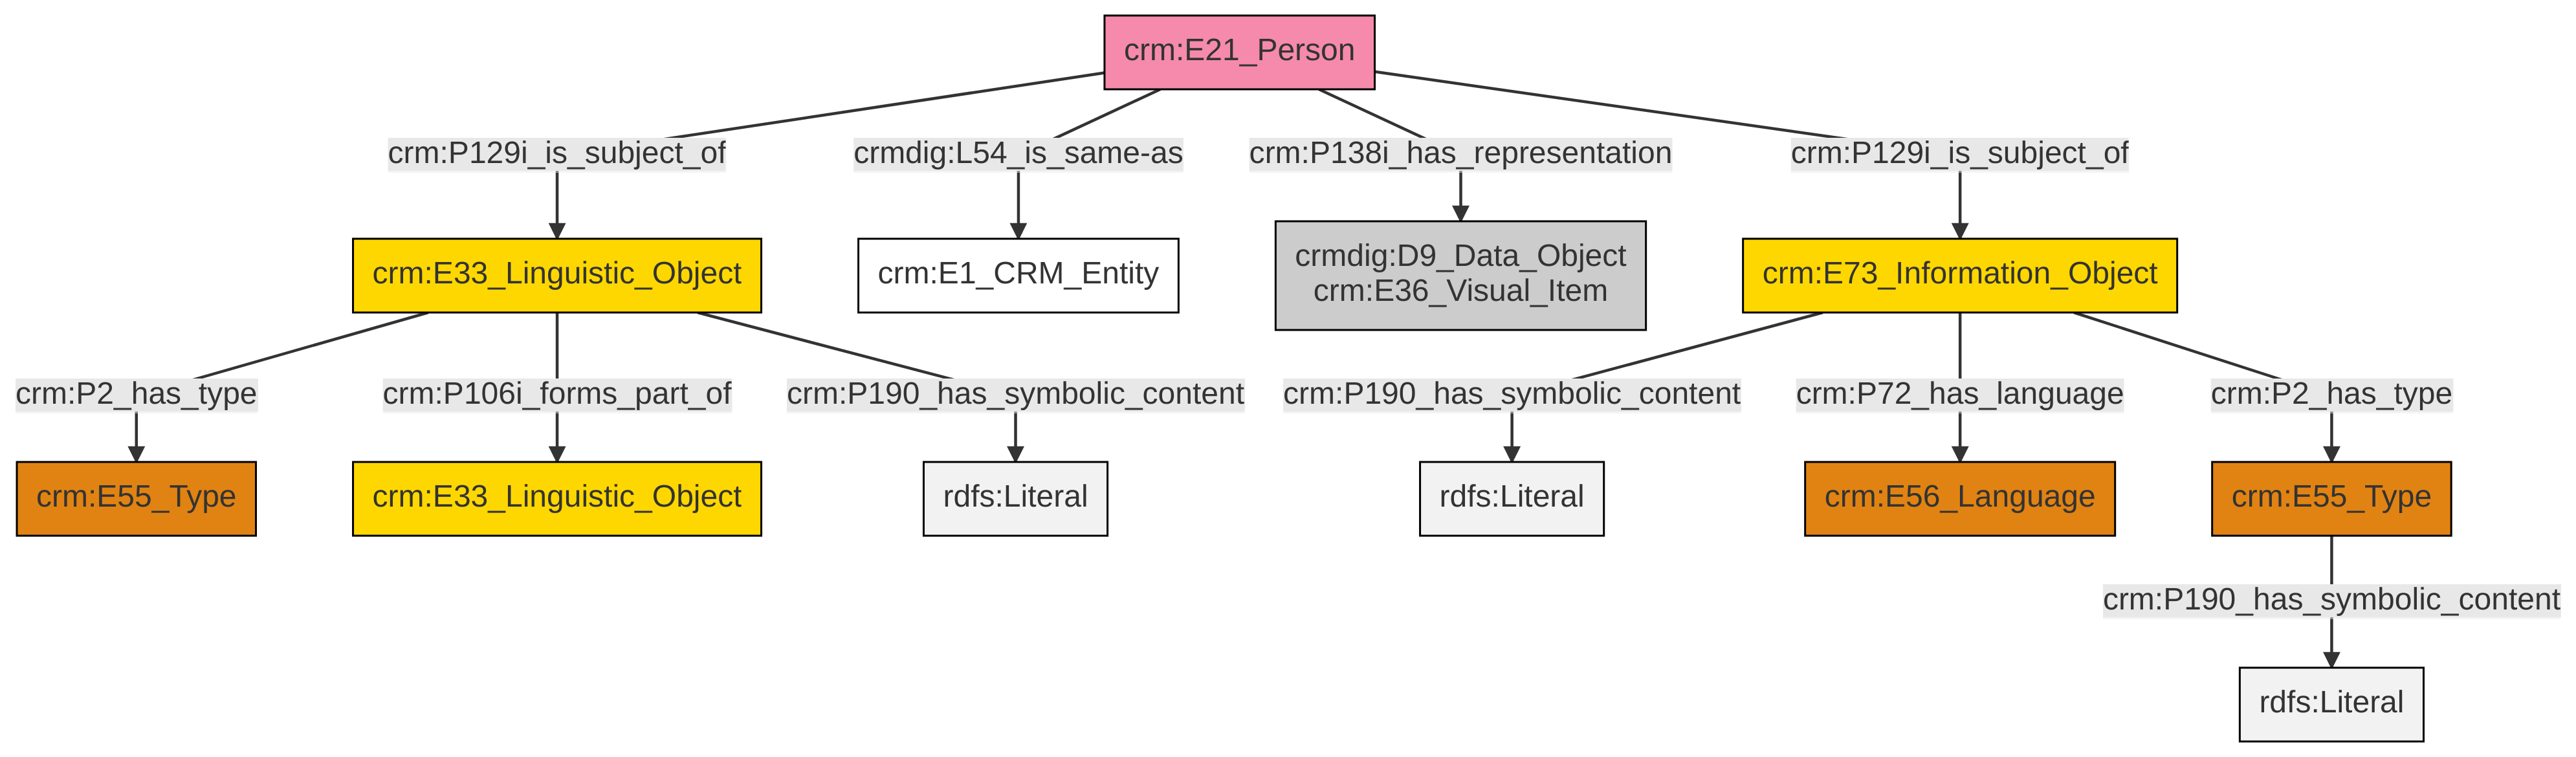 crm:E21_Person
crm:P129i_is_subject_of
crmdig:L54_is_same-as
crm:P138i_has_representation
crm:P129i_is_subject_of
crm:E33_Linguistic_Object
crm:E1_CRM_Entity
crmdig:D9_Data_Object
crm:E36_Visual_Item
crm:E73_Information_Object
crm:P2_has_type
crm:P106i_forms_part_of
crm:P190_has_symbolic_content
crm:P190_has_symbolic_content
crm:P72_has_language
crm:P2_has_type
crm:E55_Type
crm:E33_Linguistic_Object
rdfs:Literal
rdfs:Literal
crm:E56_Language
crm:E55_Type
crm:P190_has_symbolic_content
rdfs:Literal